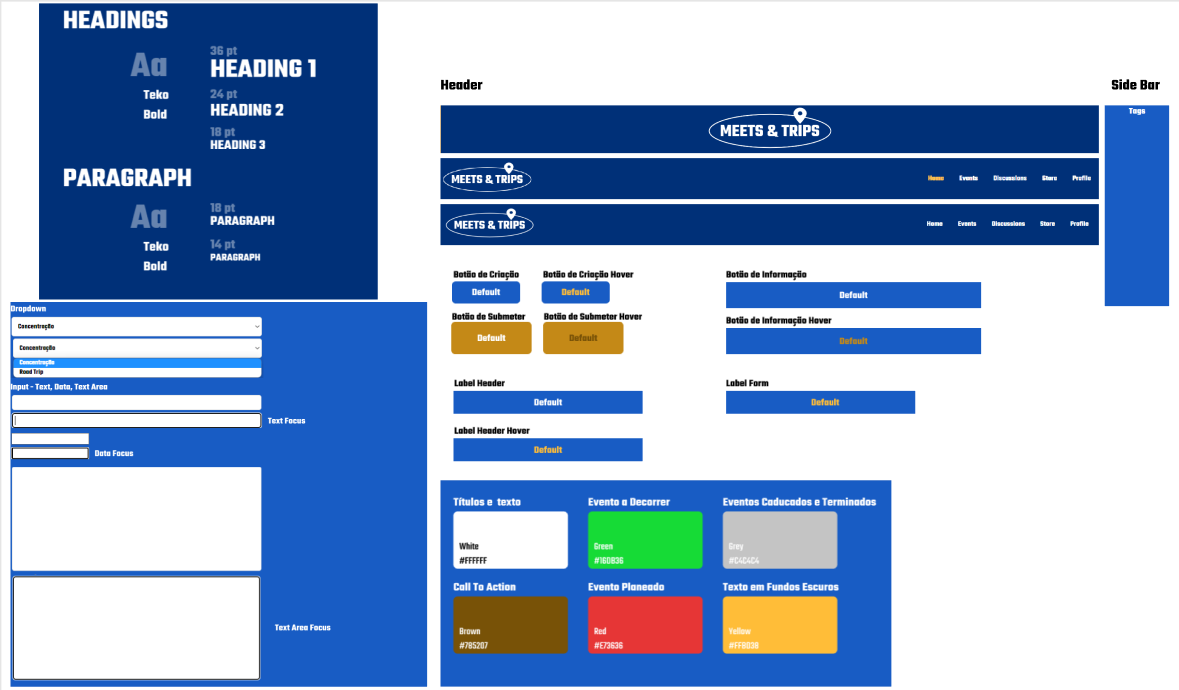 HEADINGS
Aa
Teko
Bold
36 pt
HEADING 1
24 pt
HEADING 2
18 pt
HEADING 3
PARAGRAPH
Aa
Teko
Bold
18 pt
PARAGRAPH
14 pt
PARAGRAPH
Dropdown
Concentração
Concentração
Concentração
Road Trip
Input - Text, Data, Text Area
Text Focus
Data Focus
Text Area Focus
Header
MEETS & TRIPS
MEETS & TRIPS
Home Events Discussions Store Profile
MEETS & TRIPS
Home Events Discussions Store Profile
Side Bar
Tags
Botão de Criação
Default
Botão de Criação Hover
Default
Botão de Submeter
Default
Botão de Submeter Hover
Default
Botão de Informação
Default
Botão de Informação Hover
Default
Label Header
Default
Label Header Hover
Default
Label Form
Default
Títulos e texto
White
#FFFFFF
Evento a Decorrer
Green
Eventos Caducados e Terminados
Grey
#C4C4C4
Call To Action
Brown
#785207
Evento Planeado
Red
#E73636
Texto em Fundos Escuros
Yellow